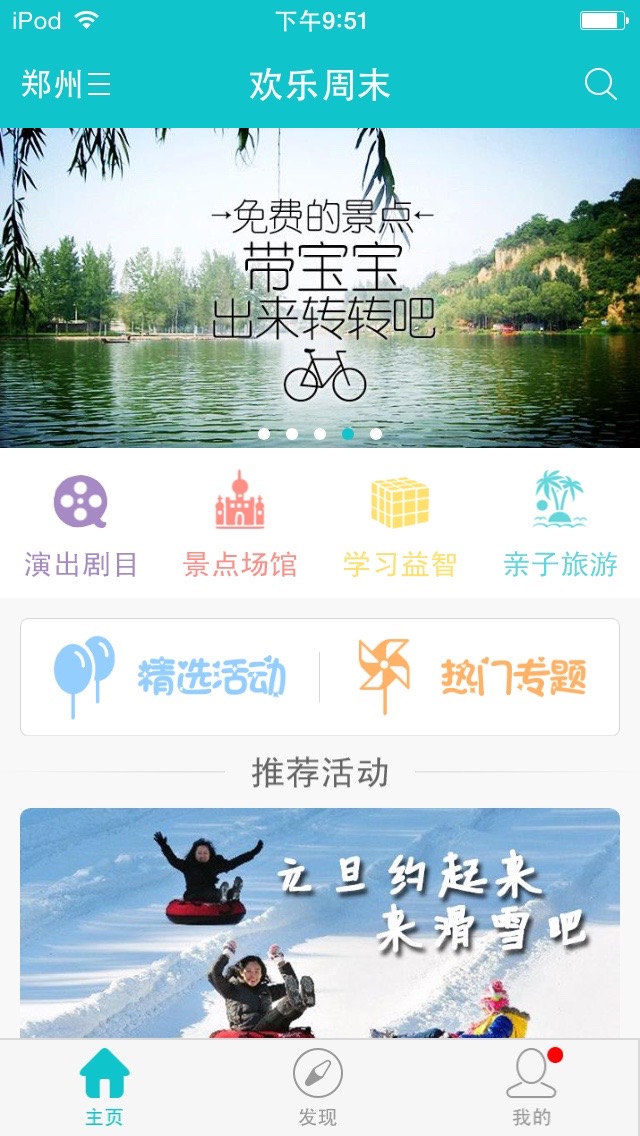 iPod 下午9:51
郑州 欢乐周末
→免费的景点←
带宝宝
出来转转吧
演出剧目 景点场馆 学习益智 亲子旅游
精选活动 热门专题
推荐活动
元旦约起来
来滑雪吧
主页 发现 我的